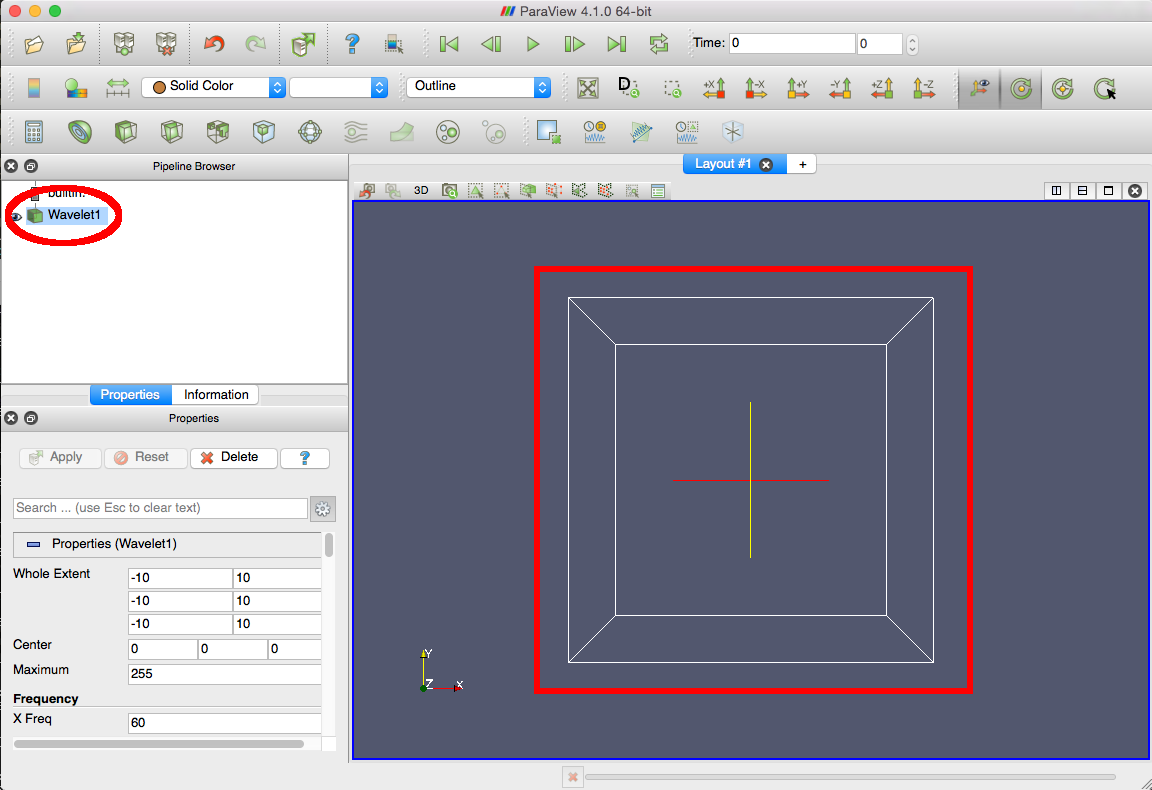 ParaView 4.1.0 64-bit
Time: 0 0
Solid Color Outline D +X -X +Y -Y +Z -Z
Pipeline Browser
Layout #1 +
3D
builtin:
Wavelet1
Properties Information
Properties
Apply Reset Delete ?
Search ... (use Esc to clear text)
Properties (Wavelet1)
Whole Extent -10 10
-10 10
-10 10
Center 0 0 0
Maximum 255
Frequency
X Freq 60
Y
Z X